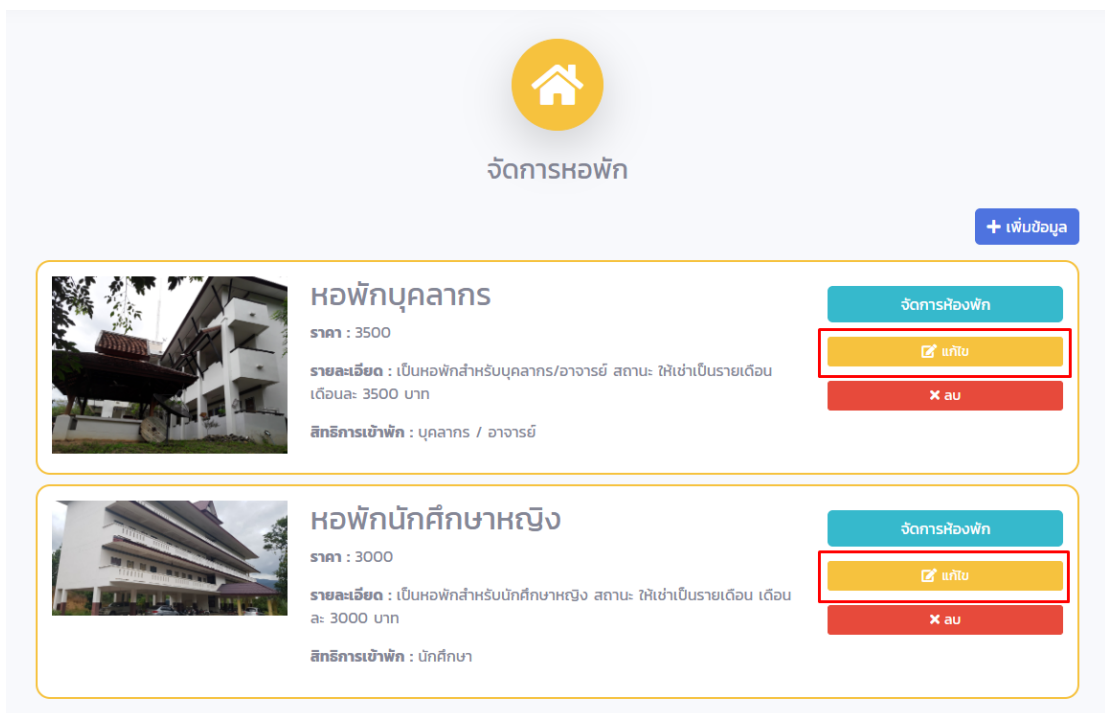 จัดการหอพัก
เพิ่มข้อมูล
หอพักบุคลากร
ราคา : 3500
รายละเอียด : เป็นหอพักสำหรับบุคลากร/อาจารย์ สถานะ ให้เช่าเป็นรายเดือน
เดือนละ 3500 บาท
สิทธิการเข้าพัก : บุคลากร / อาจารย์
จัดการห้องพัก
แก้ไข
ลบ
หอพักนักศึกษาหญิง
ราคา : 3000
รายละเอียด : เป็นหอพักสำหรับนักศึกษาหญิง สถานะ ให้เช่าเป็นรายเดือน เดือน
ละ 3000 บาท
สิทธิการเข้าพัก : นักศึกษา
จัดการห้องพัก
แก้ไข
ลบ